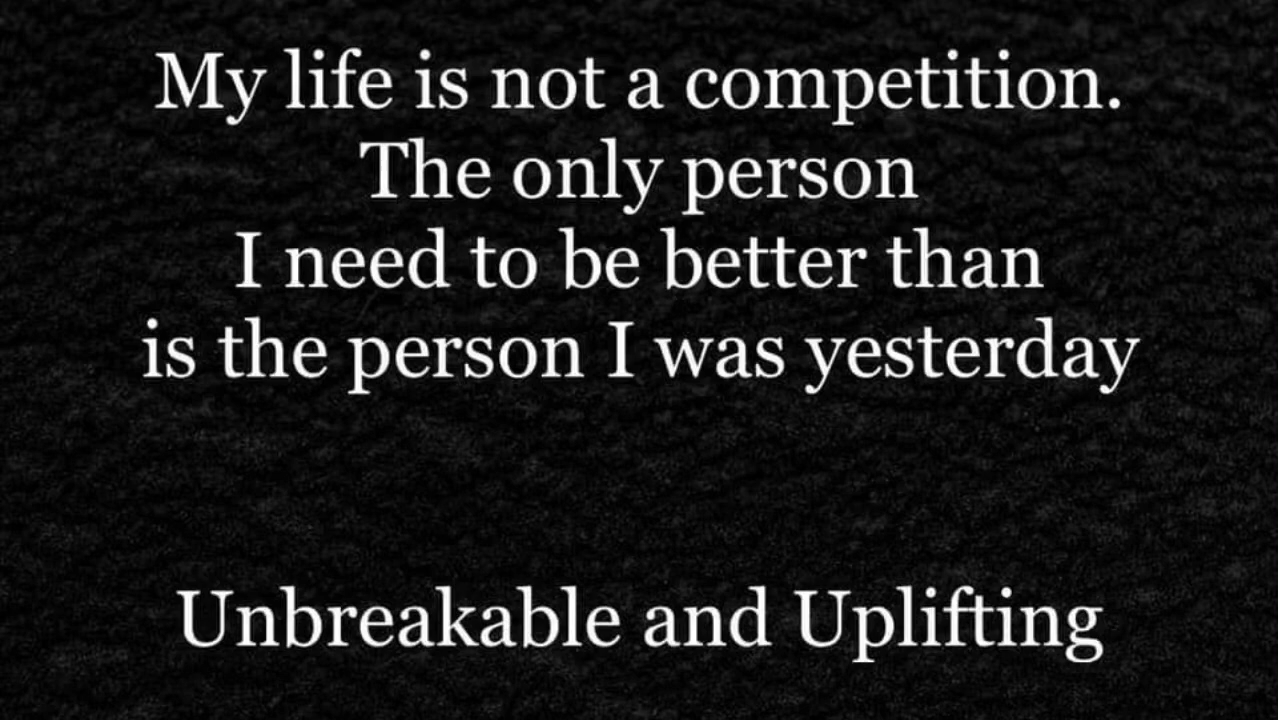 My life is not a competition.
The only person
I need to be better than
is the person I was yesterday
Unbreakable and Uplifting